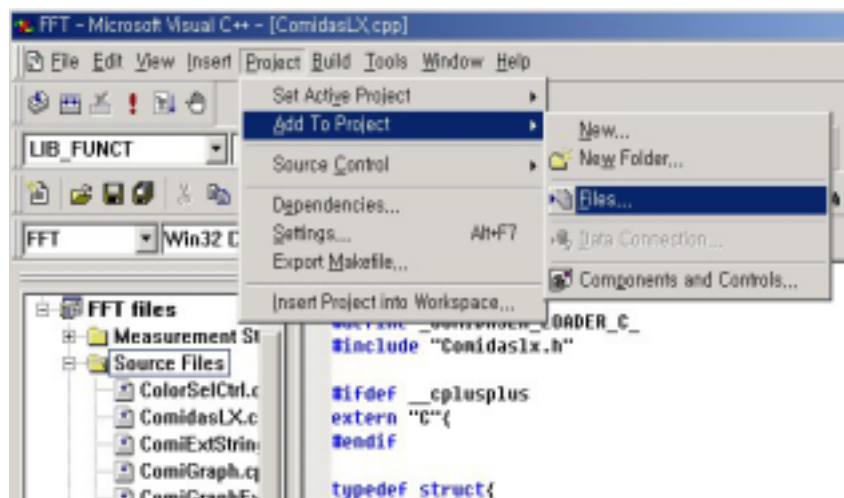 FFT - Microsoft Visual C++ - [ComidasLX.cpp]
File Edit View Insert Project Build Tools Window Help
Set Active Project
Add To Project
New...
New Folder...
LIB_FUNCT
Source Control
Files...
Dependencies...
FFT
Win32 D
Settings...
Alt+F7
Data Connection...
Export Makefile...
Components and Controls...
Insert Project into Workspace...
FFT files
Measurement St
#include "Comidaslx.h"
Source Files
ColorSelCtrl.c
#ifdef __cplusplus
ComidasLX.c
extern "C"{
ComiExtString
#endif
ComiGraph.cp
typedef struct{